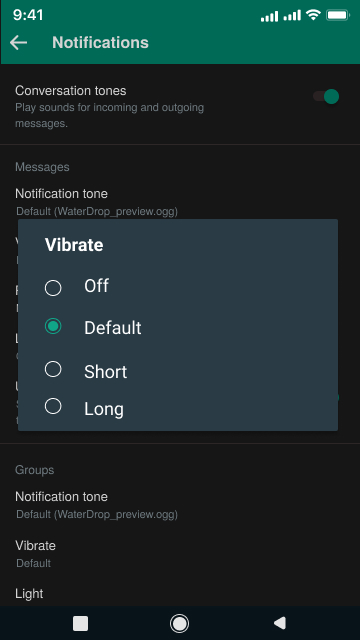 9:41
Notifications
Conversation tones
Play sounds for incoming and outgoing
messages.
Messages
Notification tone
Default (WaterDrop_preview.ogg)
Vibrate
Off
Default
Short
Long
Groups
Notification tone
Default (WaterDrop_preview.ogg)
Vibrate
Default
Light